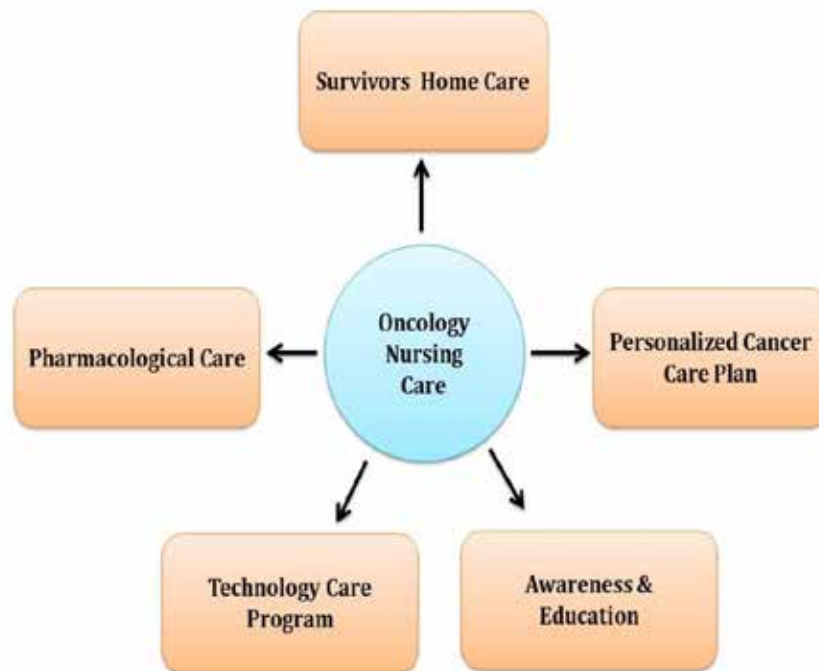 Survivors Home Care
Pharmacological Care
Oncology
Nursing
Care
Personalized Cancer
Care Plan
Technology Care
Program
Awareness &
Education